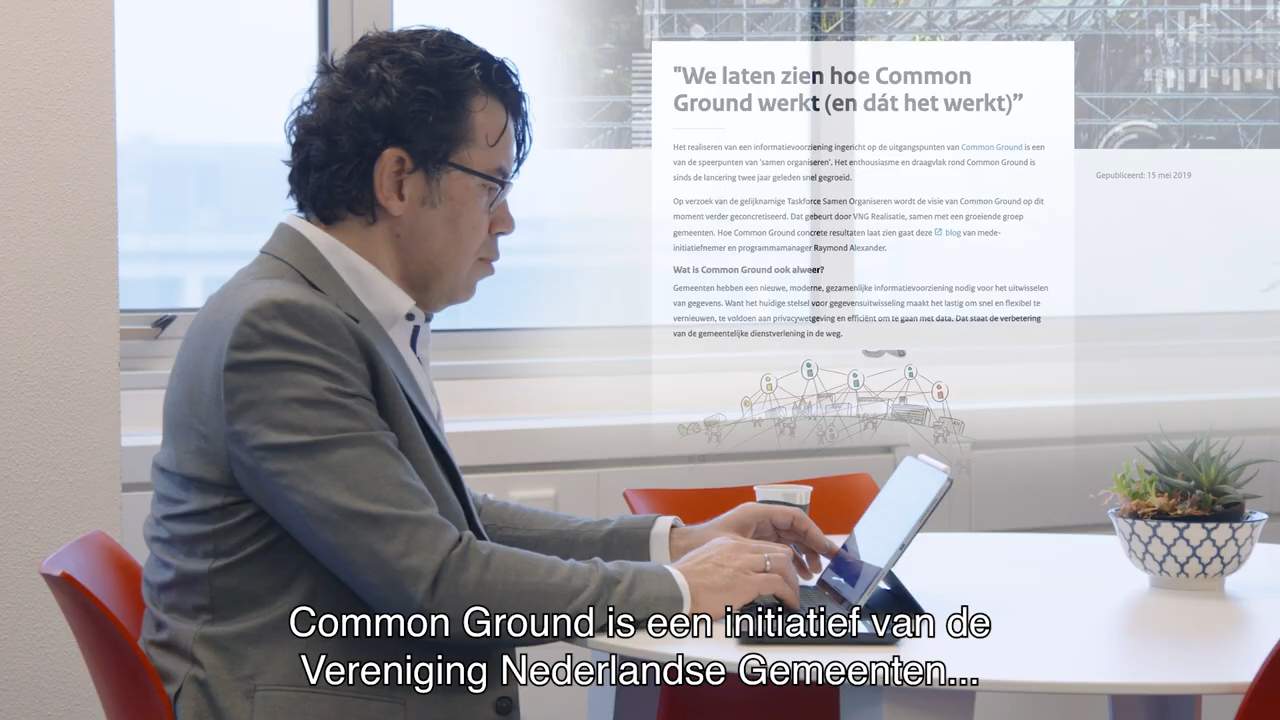 "We laten zien hoe Common
Ground werkt (en dát het werkt)”
Het realiseren van een informatievoorziening ingericht op de uitgangspunten van Common Ground is een
van de speerpunten van 'samen organiseren'. Het enthousiasme en draagvlak rond Common Ground is
sinds de lancering twee jaar geleden snel gegroeid.
Gepubliceerd: 15 mei 2019
Op verzoek van de gelijknamige Taskforce Samen Organiseren wordt de visie van Common Ground op dit
moment verder geconcretiseerd. Dat gebeurt door VNG Realisatie, samen met een groeiende groep
gemeenten. Hoe Common Ground concrete resultaten laat zien gaat deze blog van mede-
initiatiefnemer en programmamanager Raymond Alexander.
Wat is Common Ground ook alweer?
Gemeenten hebben een nieuwe, moderne, gezamenlijke informatievoorziening nodig voor het uitwisselen
van gegevens. Want het huidige stelsel voor gegevensuitwisseling maakt het lastig om snel en flexibel te
vernieuwen, te voldoen aan privacywetgeving en efficiënt om te gaan met data. Dat staat de verbetering
van de gemeentelijke dienstverlening in de weg.
Common Ground is een initiatief van de
Vereniging Nederlandse Gemeenten...